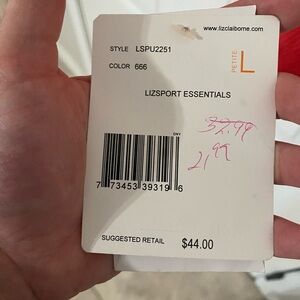 www.lizclaiborne.com
STYLE LSPU2251
COLOR 666
PETITE L
LIZSPORT ESSENTIALS
32.99
21.99
ONY
7 73453 39319 6
SUGGESTED RETAIL $44.00